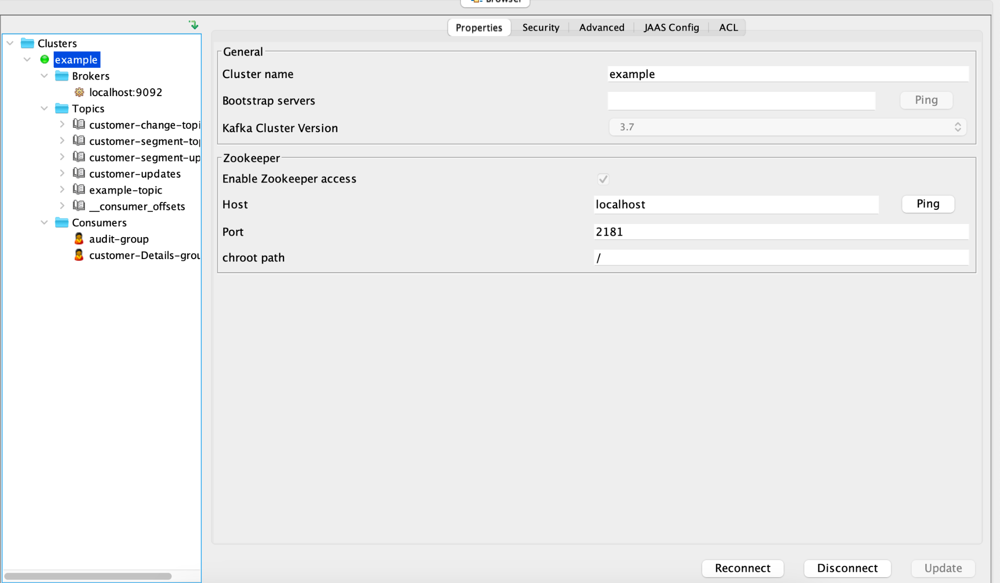 Browser
Properties Security Advanced JAAS Config ACL
Clusters
example
Brokers
localhost:9092
Topics
customer-change-topi
customer-segment-top
customer-segment-up
customer-updates
example-topic
__consumer_offsets
Consumers
audit-group
customer-Details-grou
General
Cluster name example
Bootstrap servers Ping
Kafka Cluster Version 3.7
Zookeeper
Enable Zookeeper access
Host localhost Ping
Port 2181
chroot path /
Reconnect Disconnect Update